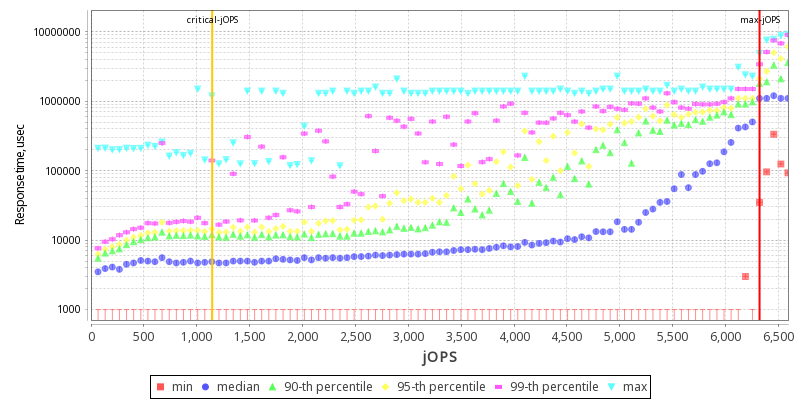 critical-jOPS max-jOPS
10000000
1000000
100000
10000
1000
Response time, usec
0 500 1,000 1,500 2,000 2,500 3,000 3,500 4,000 4,500 5,000 5,500 6,000 6,500
jOPS
min median 90-th percentile 95-th percentile 99-th percentile max